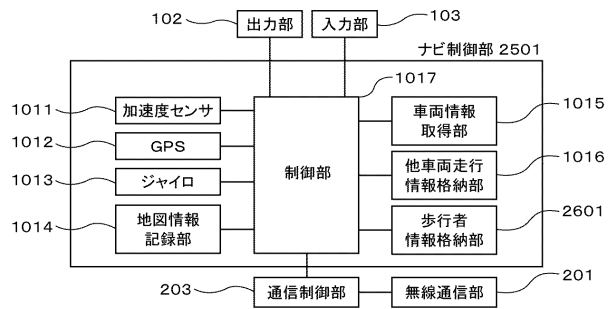 102
出力部
入力部
103
ナビ制御部 2501
1017
1011
加速度センサ
1012
GPS
1013
ジャイロ
1014
地図情報
記録部
制御部
車両情報
取得部
1015
他車両走行
情報格納部
1016
歩行者
情報格納部
2601
203
通信制御部
無線通信部
201